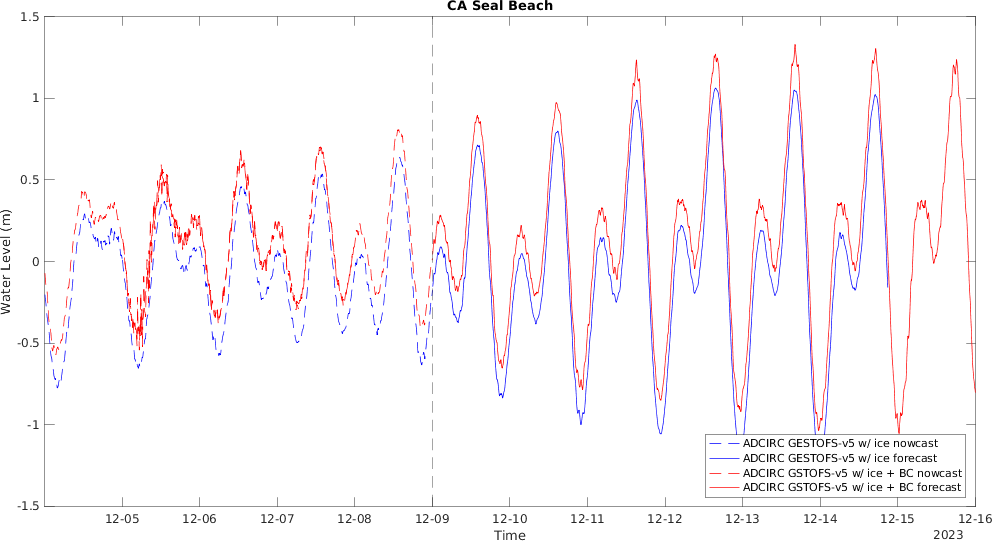 CA Seal Beach
1.5
1
0.5
0
-0.5
-1
-1.5
Water Level (m)
12-05 12-06 12-07 12-08 12-09 12-10 12-11 12-12 12-13 12-14 12-15 12-16
Time
2023
ADCIRC GESTOFS-v5 w/ ice nowcast
ADCIRC GESTOFS-v5 w/ ice forecast
ADCIRC GSTOFS-v5 w/ ice + BC nowcast
ADCIRC GSTOFS-v5 w/ ice + BC forecast